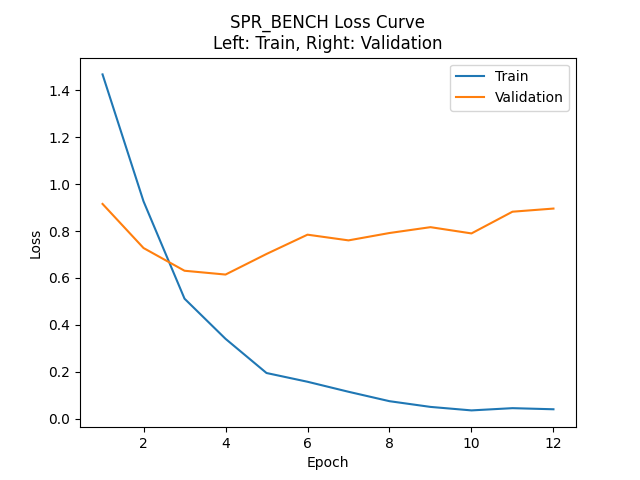 SPR_BENCH Loss Curve
Left: Train, Right: Validation
Train
Validation
Loss
1.4
1.2
1.0
0.8
0.6
0.4
0.2
0.0
2 4 6 8 10 12
Epoch